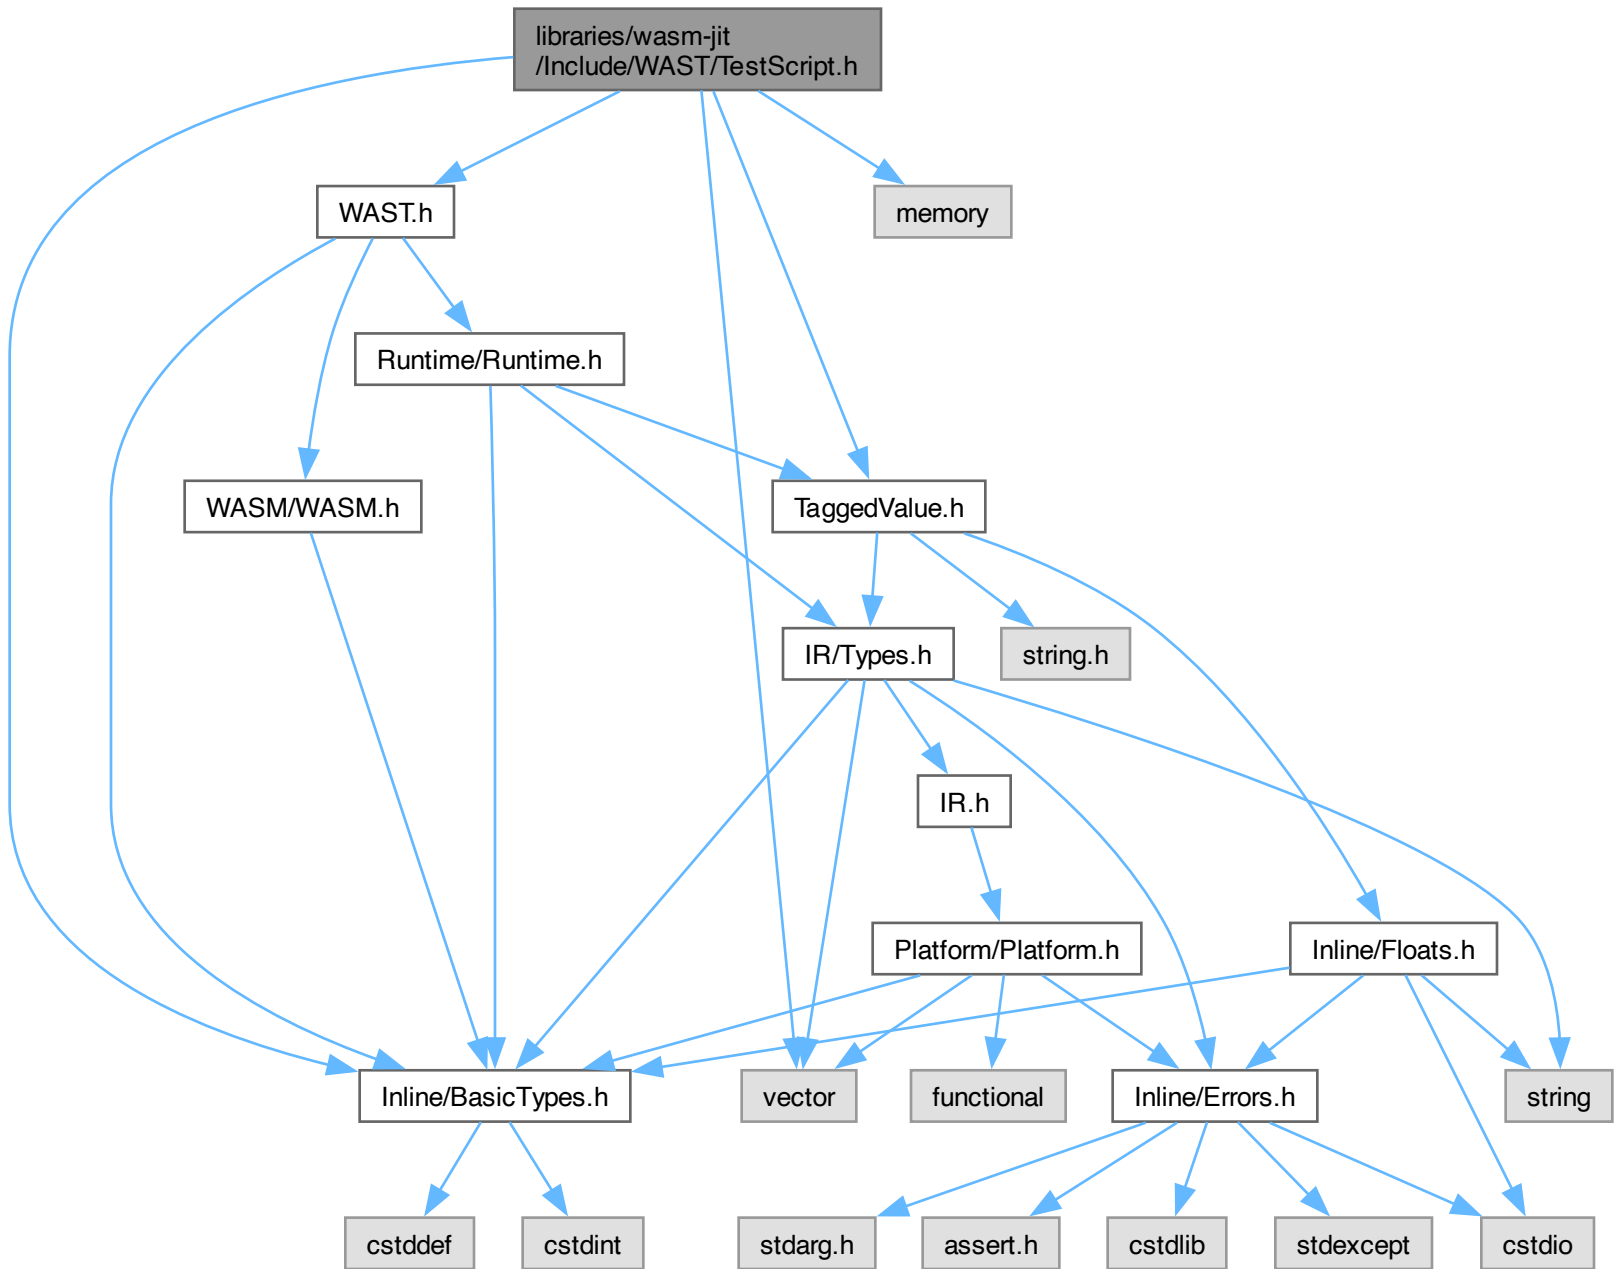 libraries/wasm-jit
/Include/WAST/TestScript.h
WAST.h
memory
Runtime/Runtime.h
WASM/WASM.h
TaggedValue.h
IR/Types.h
string.h
IR.h
Platform/Platform.h
Inline/Floats.h
Inline/BasicTypes.h
vector
functional
Inline/Errors.h
string
cstddef
cstdint
stdarg.h
assert.h
cstdlib
stdexcept
cstdio